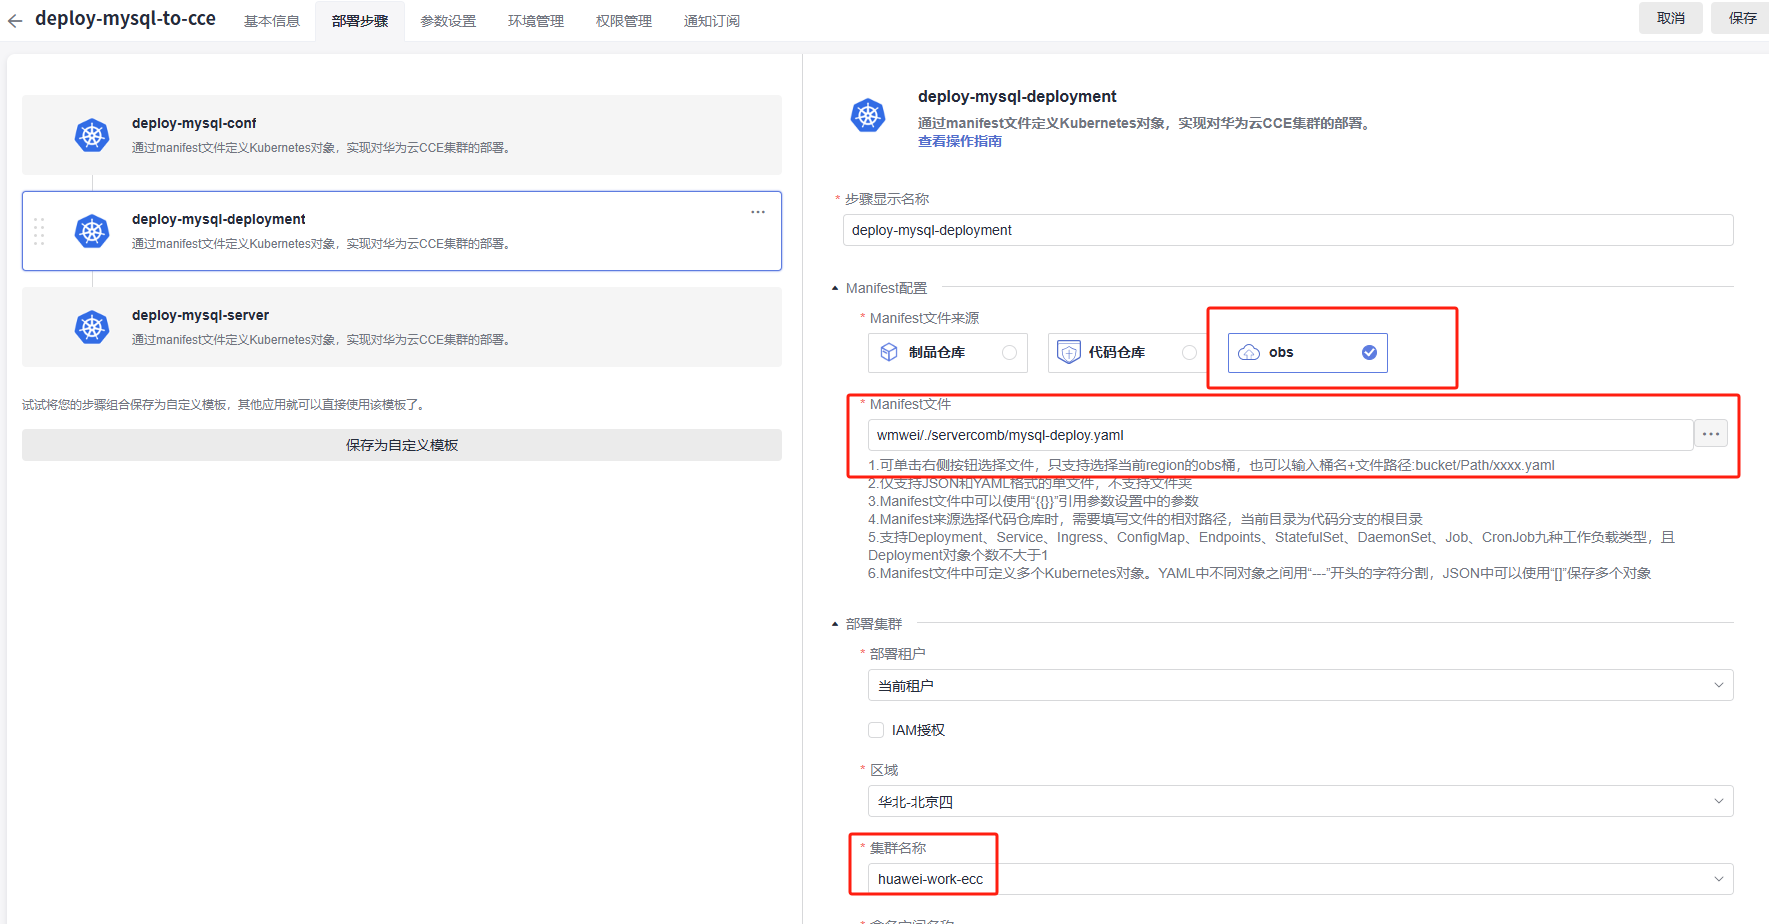 deploy-mysql-to-cce
基本信息
部署步骤
参数设置
环境管理
权限管理
通知订阅
取消
保存
deploy-mysql-conf
通过manifest文件定义Kubernetes对象，实现对华为云CCE集群的部署。
deploy-mysql-deployment
通过manifest文件定义Kubernetes对象，实现对华为云CCE集群的部署。
deploy-mysql-server
通过manifest文件定义Kubernetes对象，实现对华为云CCE集群的部署。
试试将您的步骤组合保存为自定义模板，其他应用就可以直接使用该模板了。
保存为自定义模板
deploy-mysql-deployment
通过manifest文件定义Kubernetes对象，实现对华为云CCE集群的部署。
查看操作指南
* 步骤显示名称
deploy-mysql-deployment
Manifest配置
* Manifest文件来源
制品仓库
代码仓库
obs
* Manifest文件
wmwei/./servercomb/mysql-deploy.yaml
1.可单击右侧按钮选择文件，只支持选择当前region的obs桶，也可以输入桶名+文件路径:bucket/Path/xxxx.yaml
2.仅支持JSON和YAML格式的单文件，不支持文件夹
3.Manifest文件中可以使用“{{}}”引用参数设置中的参数
4.Manifest来源选择代码仓库时，需要填写文件的相对路径，当前目录为代码分支的根目录
5.支持Deployment、Service、Ingress、ConfigMap、Endpoints、StatefulSet、DaemonSet、Job、CronJob九种工作负载类型，且
Deployment对象个数不大于1
6.Manifest文件中可定义多个Kubernetes对象。YAML中不同对象之间用“---”开头的字符分割，JSON中可以使用“[]”保存多个对象
部署集群
* 部署租户
当前租户
IAM授权
* 区域
华北-北京四
* 集群名称
huawei-work-ecc